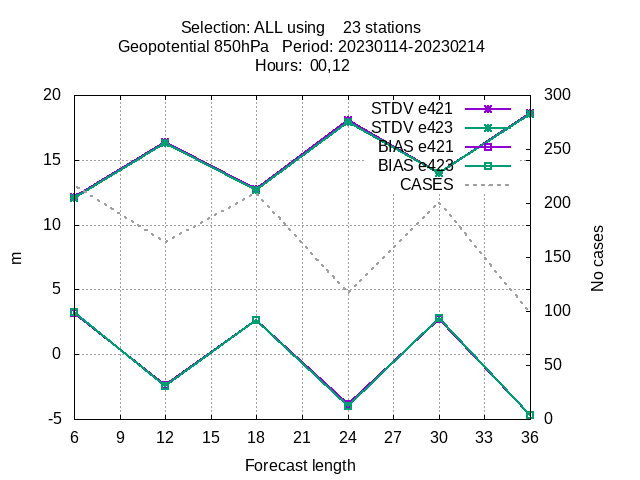 Selection: ALL using    23 stations
Geopotential 850hPa   Period: 20230114-20230214
Hours:  00,12
STDV e421
STDV e423
BIAS e421
BIAS e423
CASES
20
15
10
5
0
-5
m
300
250
200
150
100
50
0
No cases
6 9 12 15 18 21 24 27 30 33 36
Forecast length